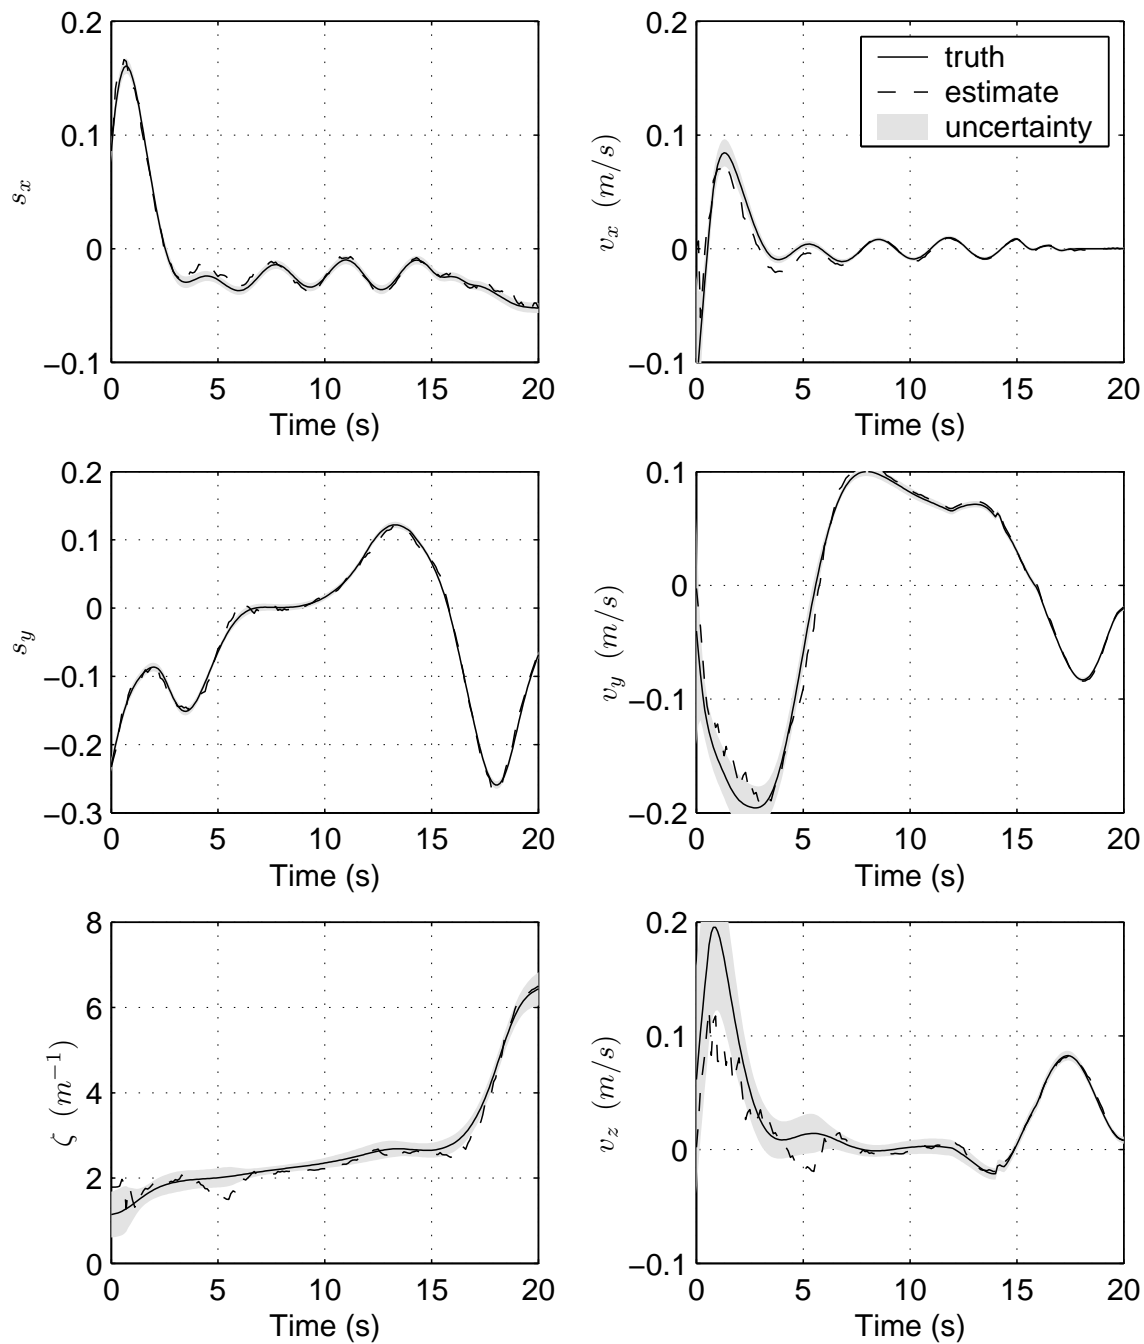 0.2
0.1
0
−0.1
s_x
0 5 10 15 20
Time (s)
0.2
0.1
0
−0.1
v_x (m/s)
truth
estimate
uncertainty
0 5 10 15 20
Time (s)
0.2
0.1
0
−0.1
−0.2
−0.3
s_y
0 5 10 15 20
Time (s)
0.1
0
−0.1
−0.2
v_y (m/s)
0 5 10 15 20
Time (s)
8
6
4
2
0
ζ (m^{−1})
0 5 10 15 20
Time (s)
0.2
0.1
0
−0.1
v_z (m/s)
0 5 10 15 20
Time (s)